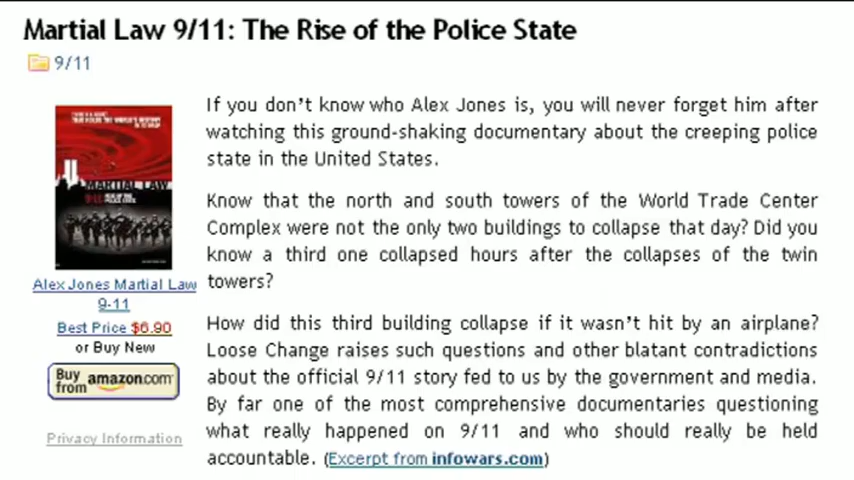 Martial Law 9/11: The Rise of the Police State
9/11
If you don't know who Alex Jones is, you will never forget him after
watching this ground-shaking documentary about the creeping police
state in the United States.
Know that the north and south towers of the World Trade Center
Complex were not the only two buildings to collapse that day? Did you
know a third one collapsed hours after the collapses of the twin
towers?
How did this third building collapse if it wasn't hit by an airplane?
Loose Change raises such questions and other blatant contradictions
about the official 9/11 story fed to us by the government and media.
By far one of the most comprehensive documentaries questioning
what really happened on 9/11 and who should really be held
accountable. (Excerpt from infowars.com)
MARTIAL LAW
Alex Jones Martial Law
9-11
Best Price $6.90
or Buy New
Buy from amazon.com
Privacy Information